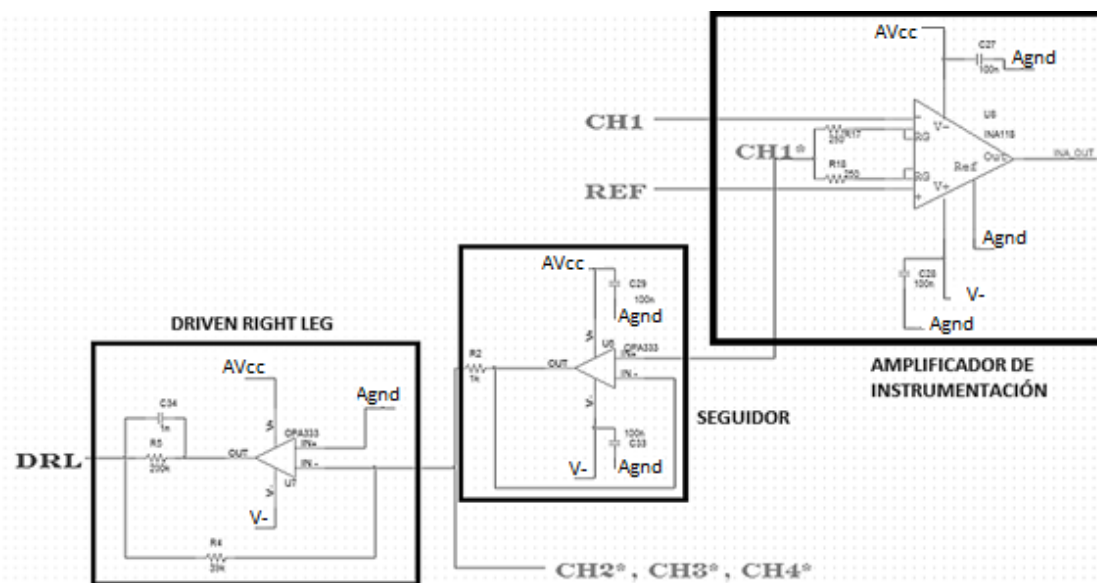 AVcc
C27
100n
Agnd
CH1
R17
250
U6
INA118
V-
RG
CH1*
Out
INA_OUT
Ref
R18
250
RG
V+
REF
Agnd
C28
100n
V-
Agnd
AMPLIFICADOR DE
INSTRUMENTACIÓN
AVcc
C29
100n
Agnd
R2
1k
OUT
OPA333
IN+
IN -
V-
100n
C33
V-
Agnd
SEGUIDOR
DRIVEN RIGHT LEG
AVcc
Agnd
C34
1n
R5
200k
OPA333
OUT
IN+
IN -
U7
V-
V-
DRL
R4
39k
CH2*, CH3*, CH4*